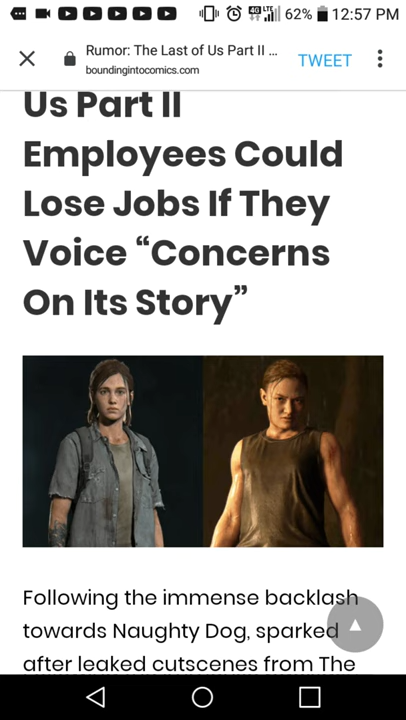 4G LTE 62% 12:57 PM
Rumor: The Last of Us Part II ...
boundingintocomics.com
TWEET
Us Part II
Employees Could
Lose Jobs If They
Voice “Concerns
On Its Story”
Following the immense backlash
towards Naughty Dog, sparked
after leaked cutscenes from The